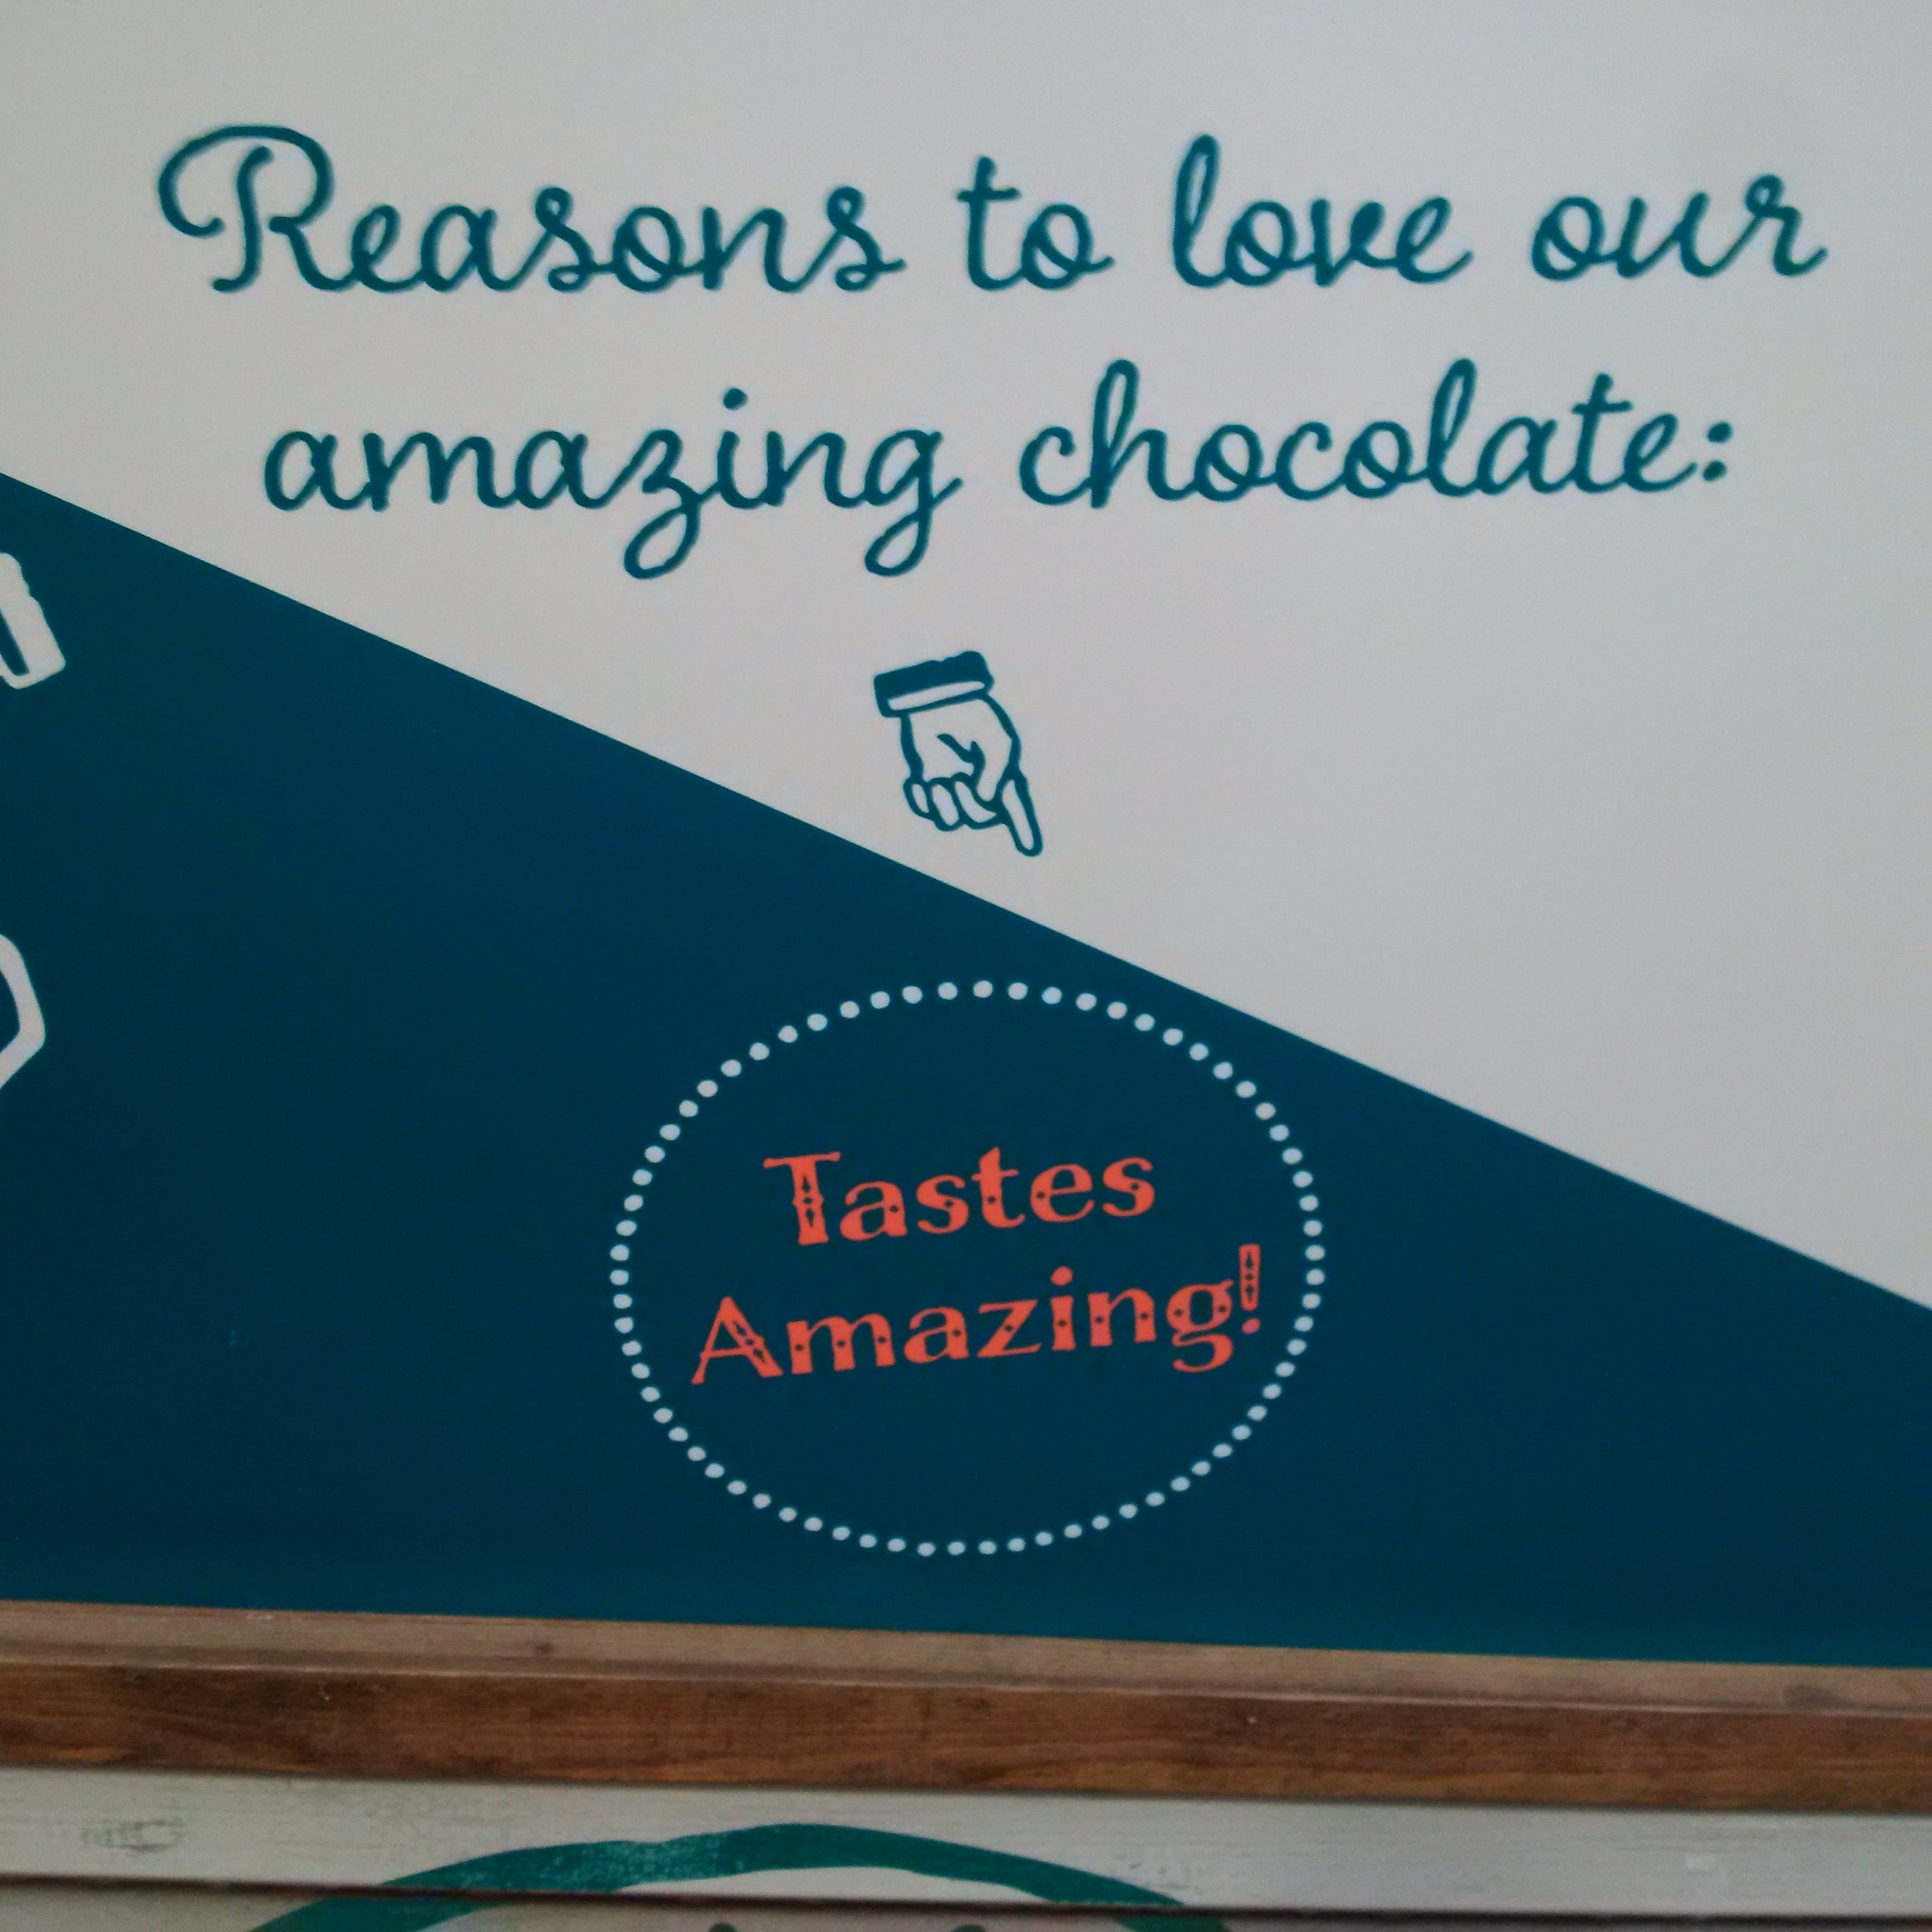 Reasons to love our
amazing chocolate:
Tastes
Amazing!